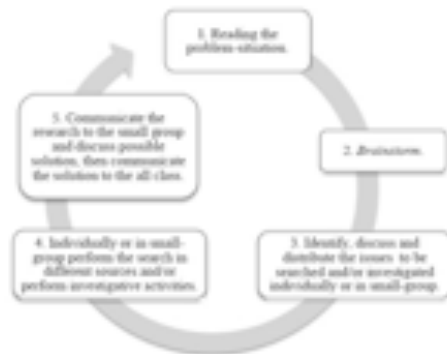 1. Reading the
problem-situation.
2. Brainstorm.
3. Identify, discuss and
distribute the issues to be
searched and/or investigated
individually or in small-group.
4. Individually or in small-
group perform the search in
different sources and/or
perform investigative activities.
5. Communicate the
research to the small group
and discuss possible
solution, then communicate
the solution to the all class.